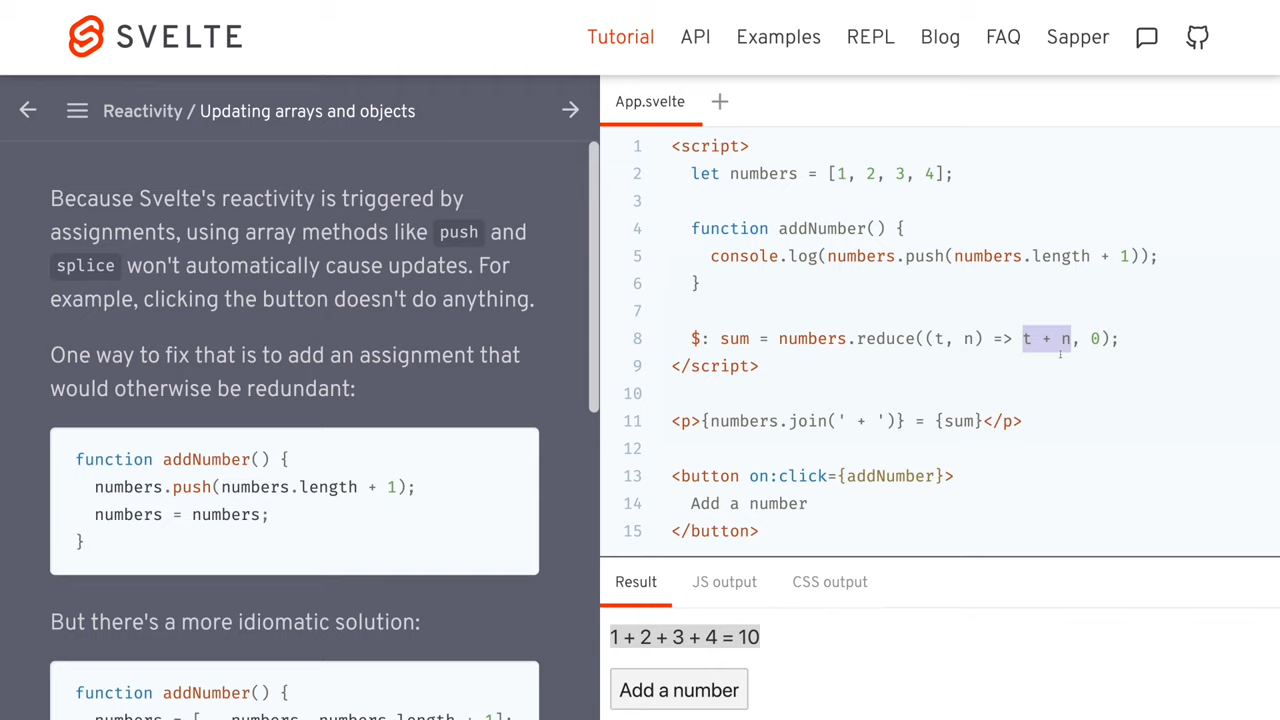 SVELTE
Tutorial API Examples REPL Blog FAQ Sapper
Reactivity / Updating arrays and objects
Because Svelte's reactivity is triggered by
assignments, using array methods like push and
splice won't automatically cause updates. For
example, clicking the button doesn't do anything.
One way to fix that is to add an assignment that
would otherwise be redundant:
function addNumber() {
numbers.push(numbers.length + 1);
numbers = numbers;
}
But there's a more idiomatic solution:
function addNumber() {
numbers = [...numbers, numbers.length + 1];
App.svelte +
1 <script>
2 let numbers = [1, 2, 3, 4];
3
4 function addNumber() {
5 console.log(numbers.push(numbers.length + 1));
6 }
7
8 $: sum = numbers.reduce((t, n) => t + n, 0);
9 </script>
10
11 <p>{numbers.join(' + ')} = {sum}</p>
12
13 <button on:click={addNumber}>
14 Add a number
15 </button>
Result JS output CSS output
1 + 2 + 3 + 4 = 10
Add a number